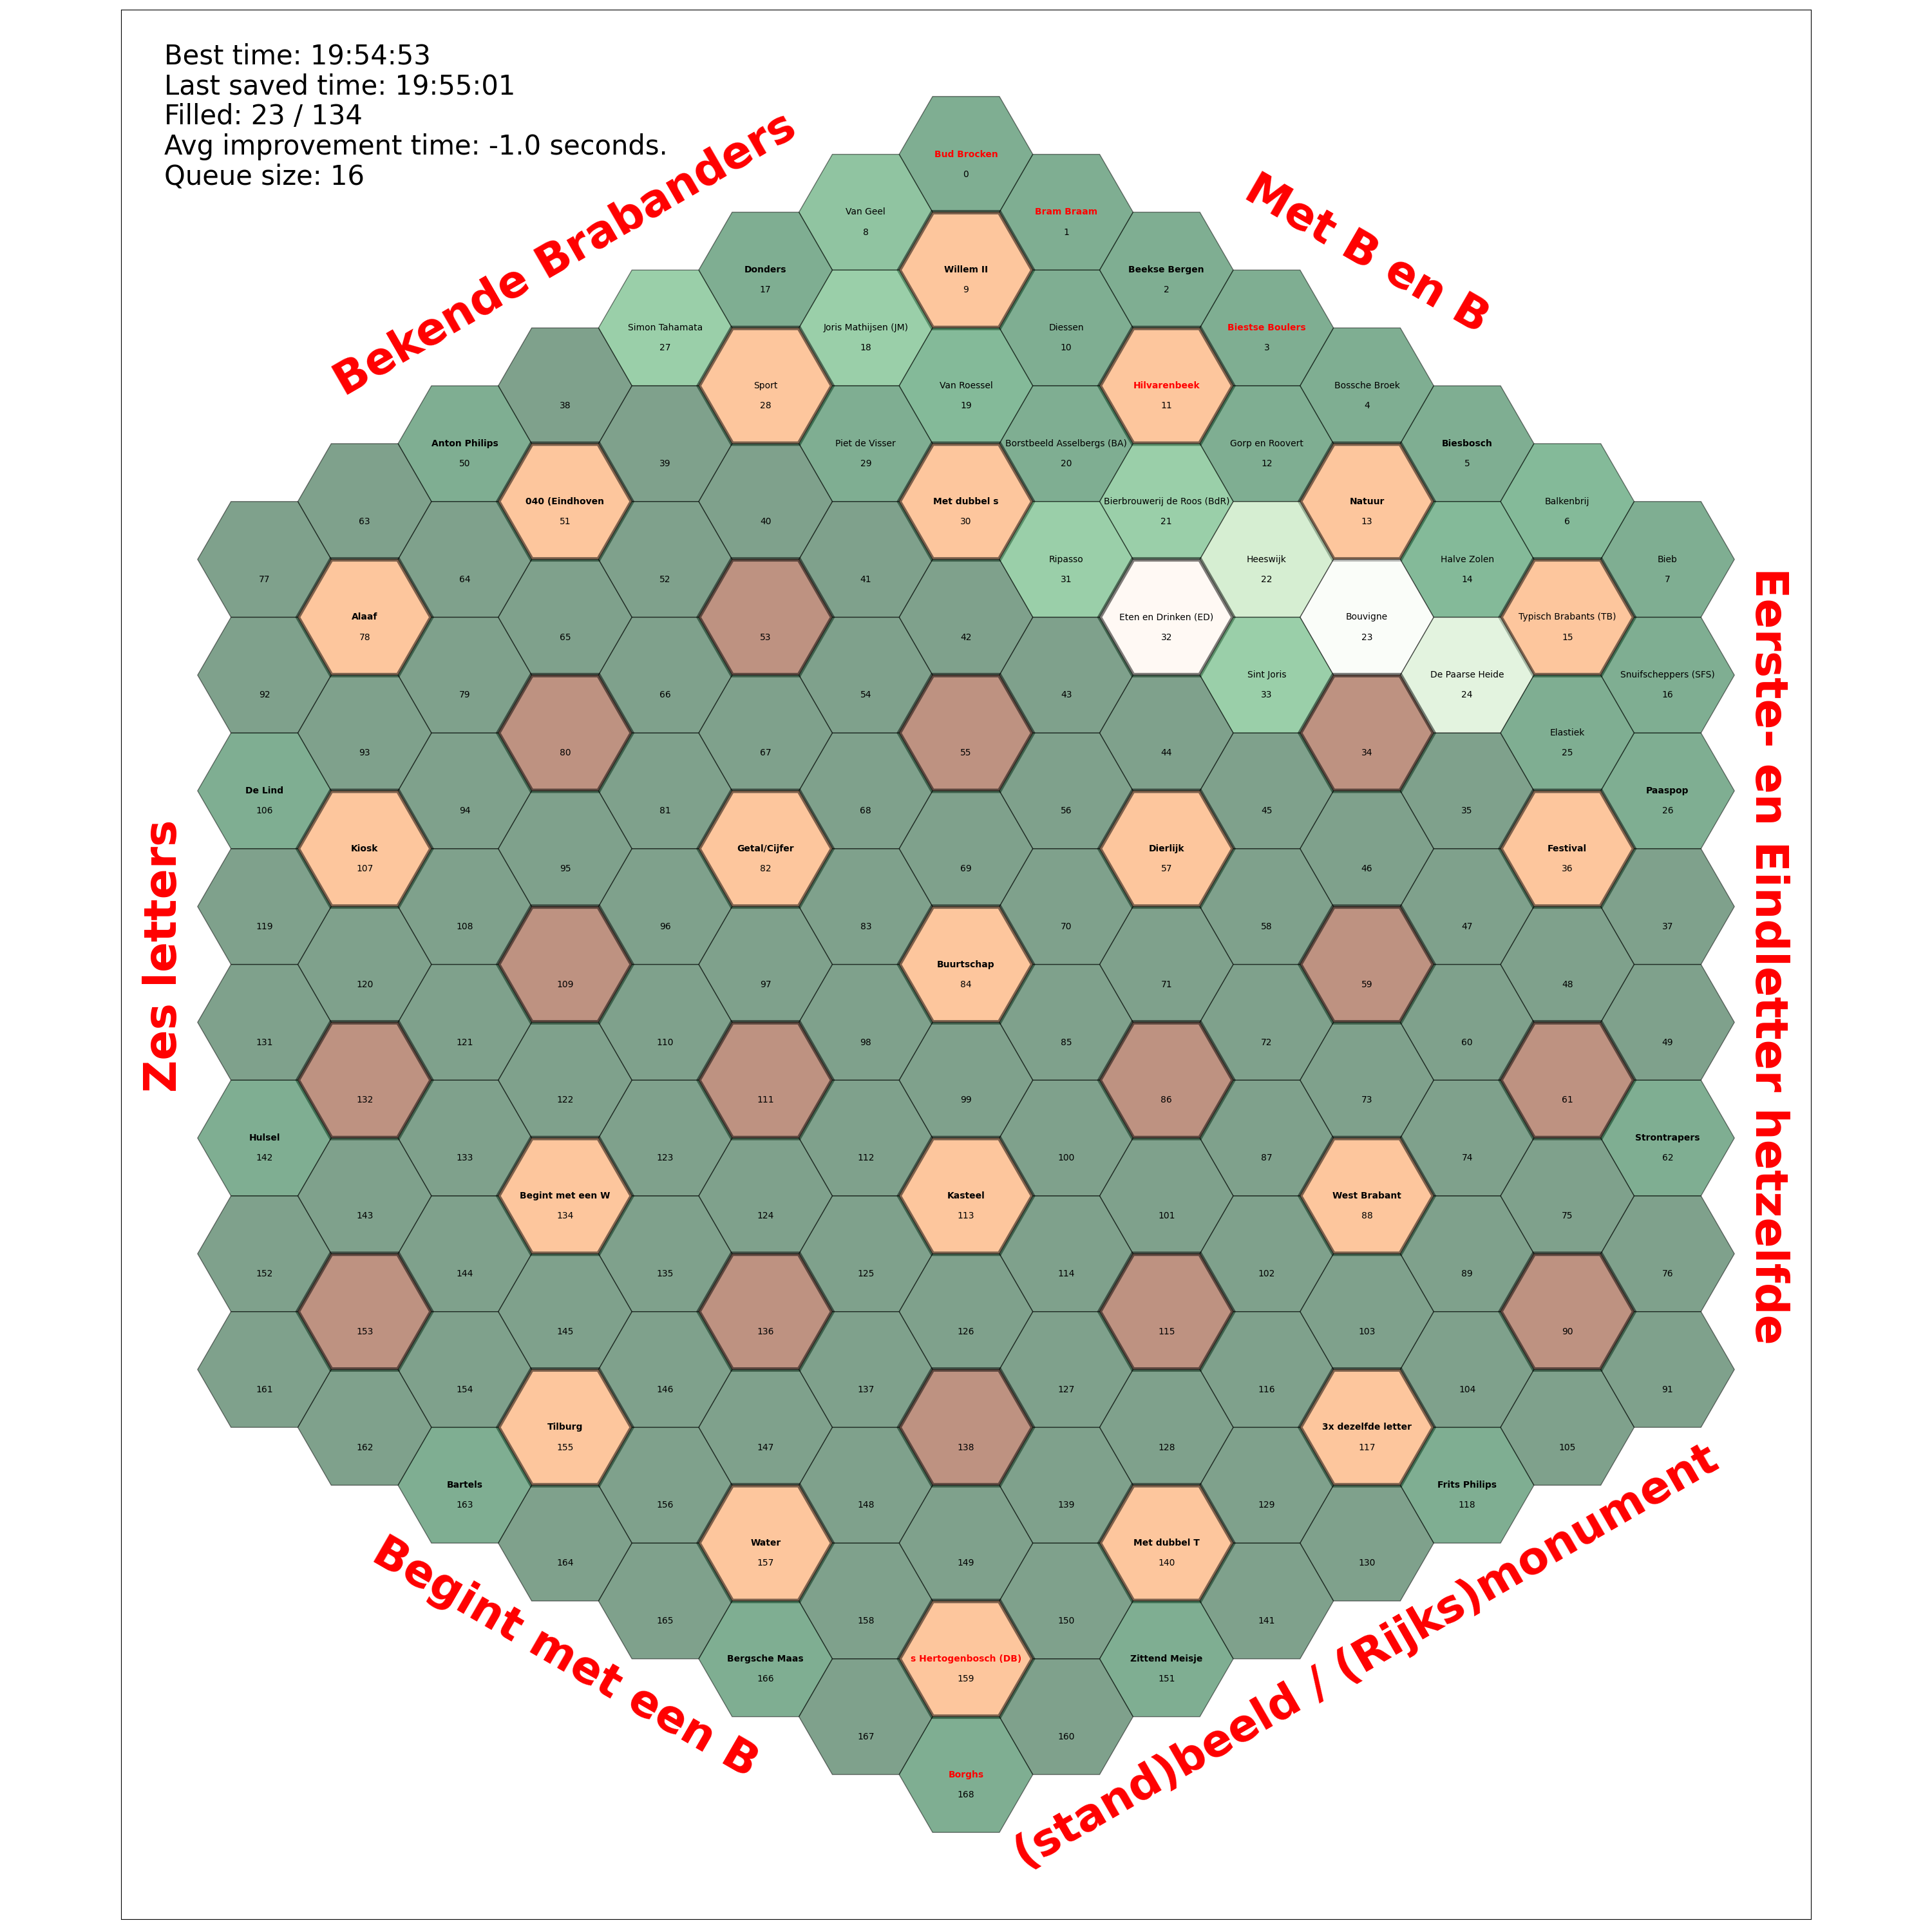 Best time: 19:54:53
Last saved time: 19:55:01
Filled: 23 / 134
Avg improvement time: -1.0 seconds.
Queue size: 16
Bekende Brabanders
Met B en B
Eerste- en Eindletter hetzelfde
(stand)beeld / (Rijks)monument
Begint met een B
Zes letters
Bud Brocken
0
Van Geel
8
Bram Braam
1
Donders
17
Willem II
9
Beekse Bergen
2
Simon Tahamata
27
Joris Mathijsen (JM)
18
Diessen
10
Biestse Boulers
3
38
Sport
28
Van Roessel
19
Hilvarenbeek
11
Bossche Broek
4
Anton Philips
50
39
Piet de Visser
29
Borstbeeld Asselbergs (BA)
20
Gorp en Roovert
12
Biesbosch
5
63
040 (Eindhoven
51
40
Met dubbel s
30
Bierbrouwerij de Roos (BdR)
21
Natuur
13
Balkenbrij
6
77
64
52
41
Ripasso
31
Heeswijk
22
Halve Zolen
14
Bieb
7
Alaaf
78
65
53
42
Eten en Drinken (ED)
32
Bouvigne
23
Typisch Brabants (TB)
15
92
79
66
54
43
Sint Joris
33
De Paarse Heide
24
Snuifscheppers (SFS)
16
93
80
67
55
44
34
Elastiek
25
De Lind
106
94
81
68
56
45
35
Paaspop
26
Kiosk
107
95
Getal/Cijfer
82
69
Dierlijk
57
46
Festival
36
119
108
96
83
70
58
47
37
120
109
97
Buurtschap
84
71
59
48
131
121
110
98
85
72
60
49
132
122
111
99
86
73
61
Hulsel
142
133
123
112
100
87
74
Strontrapers
62
143
Begint met een W
134
124
Kasteel
113
101
West Brabant
88
75
152
144
135
125
114
102
89
76
153
145
136
126
115
103
90
161
154
146
137
127
116
104
91
162
Tilburg
155
147
138
128
3x dezelfde letter
117
105
Bartels
163
156
148
139
129
Frits Philips
118
164
Water
157
149
Met dubbel T
140
130
165
158
150
141
Bergsche Maas
166
s Hertogenbosch (DB)
159
Zittend Meisje
151
167
160
Borghs
168